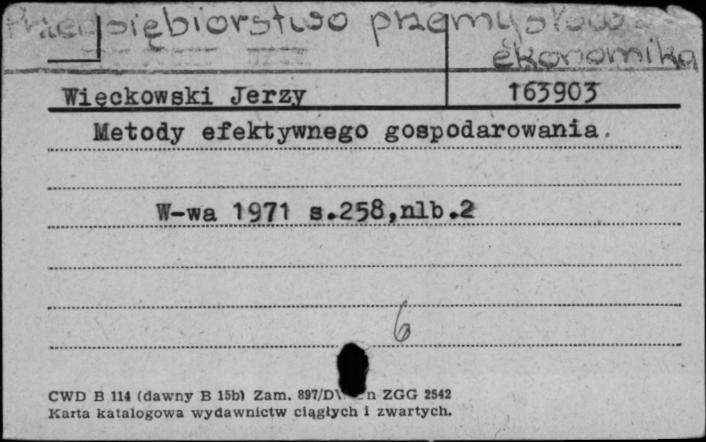 Przedsiębiorstwo przemysłowe
ekonomika
Więckowski Jerzy 163903
Metody efektywnego gospodarowania.
W-wa 1971 s.258,nlb.2
6
CWD B 114 (dawny B 15b) Zam. 897/D n ZGG 2542
Karta katalogowa wydawnictw ciągłych i zwartych.